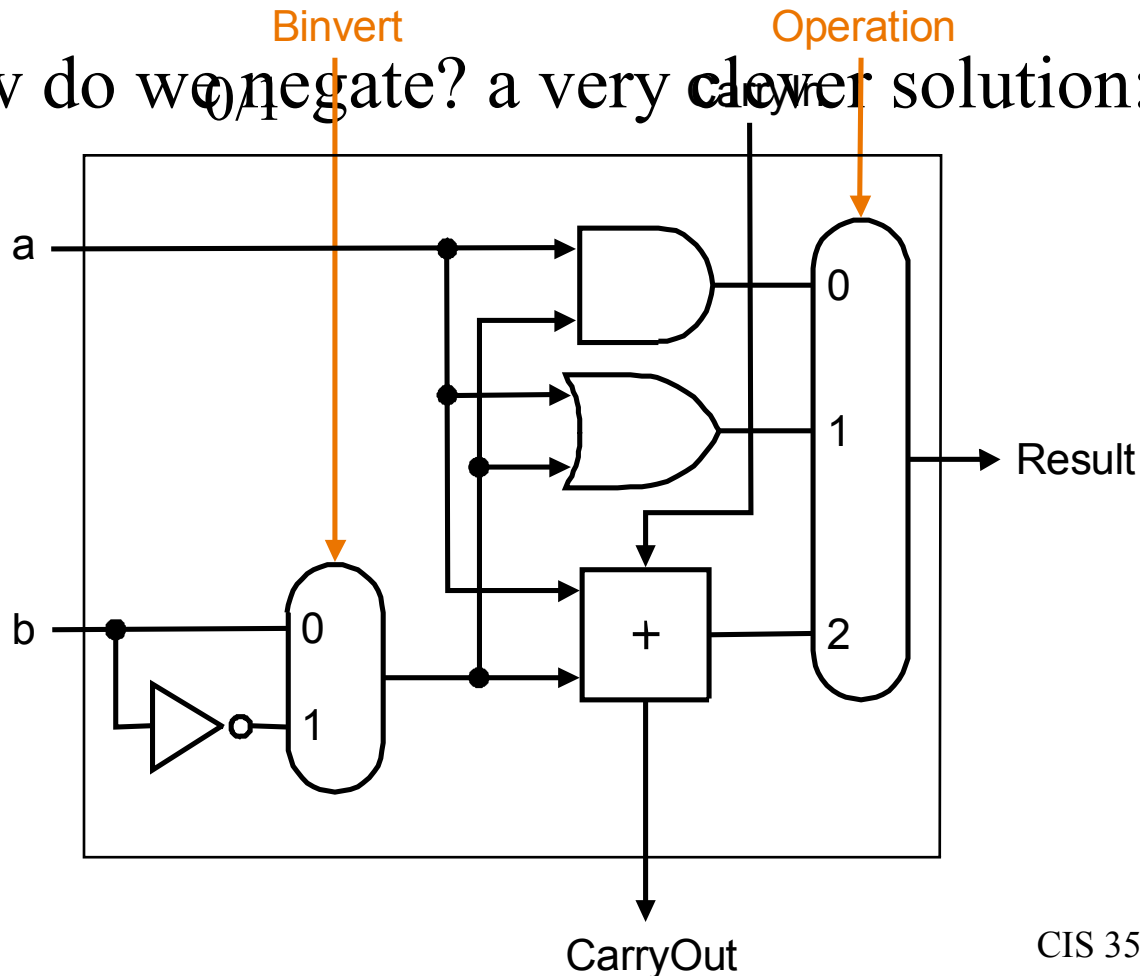 Binvert Operation
w do we negate? a very clever solution:
0/1
CarryIn
a
0
1
Result
b
0
+
2
1
CarryOut
CIS 35